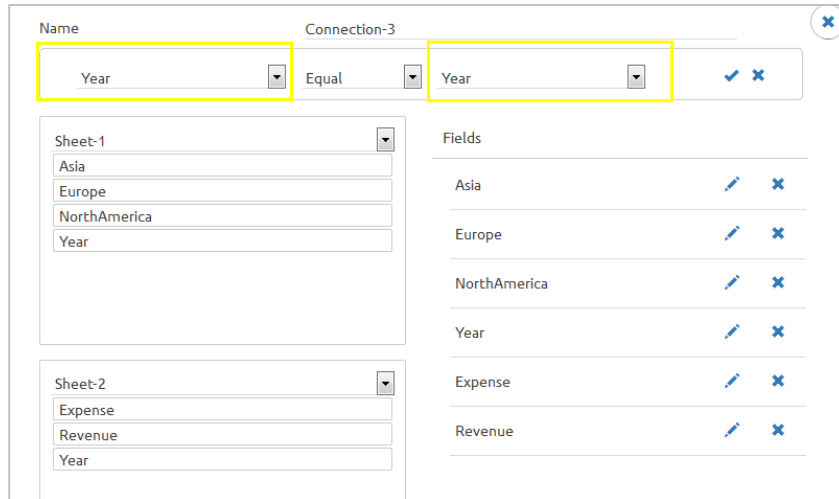 Name Connection-3
Year Equal Year
Sheet-1
Asia
Europe
NorthAmerica
Year
Sheet-2
Expense
Revenue
Year
Fields
Asia
Europe
NorthAmerica
Year
Expense
Revenue